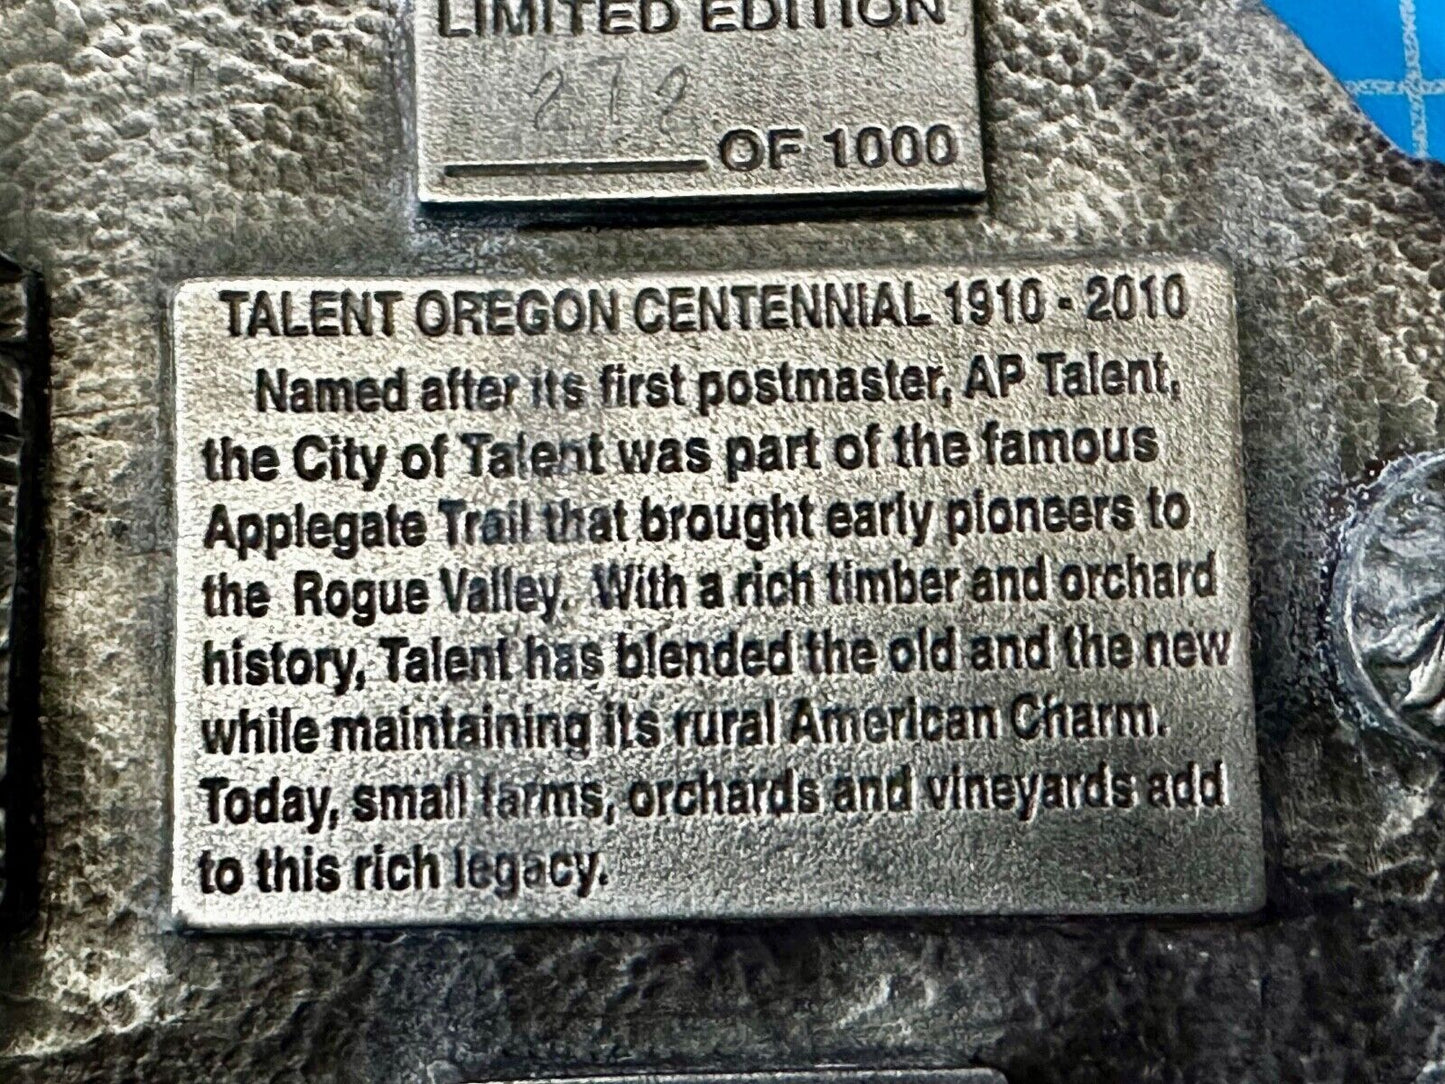 LIMITED EDITION
272 OF 1000
TALENT OREGON CENTENNIAL 1910 - 2010
Named after its first postmaster, AP Talent,
the City of Talent was part of the famous
Applegate Trail that brought early pioneers to
the Rogue Valley. With a rich timber and orchard
history, Talent has blended the old and the new
while maintaining its rural American Charm.
Today, small farms, orchards and vineyards add
to this rich legacy.